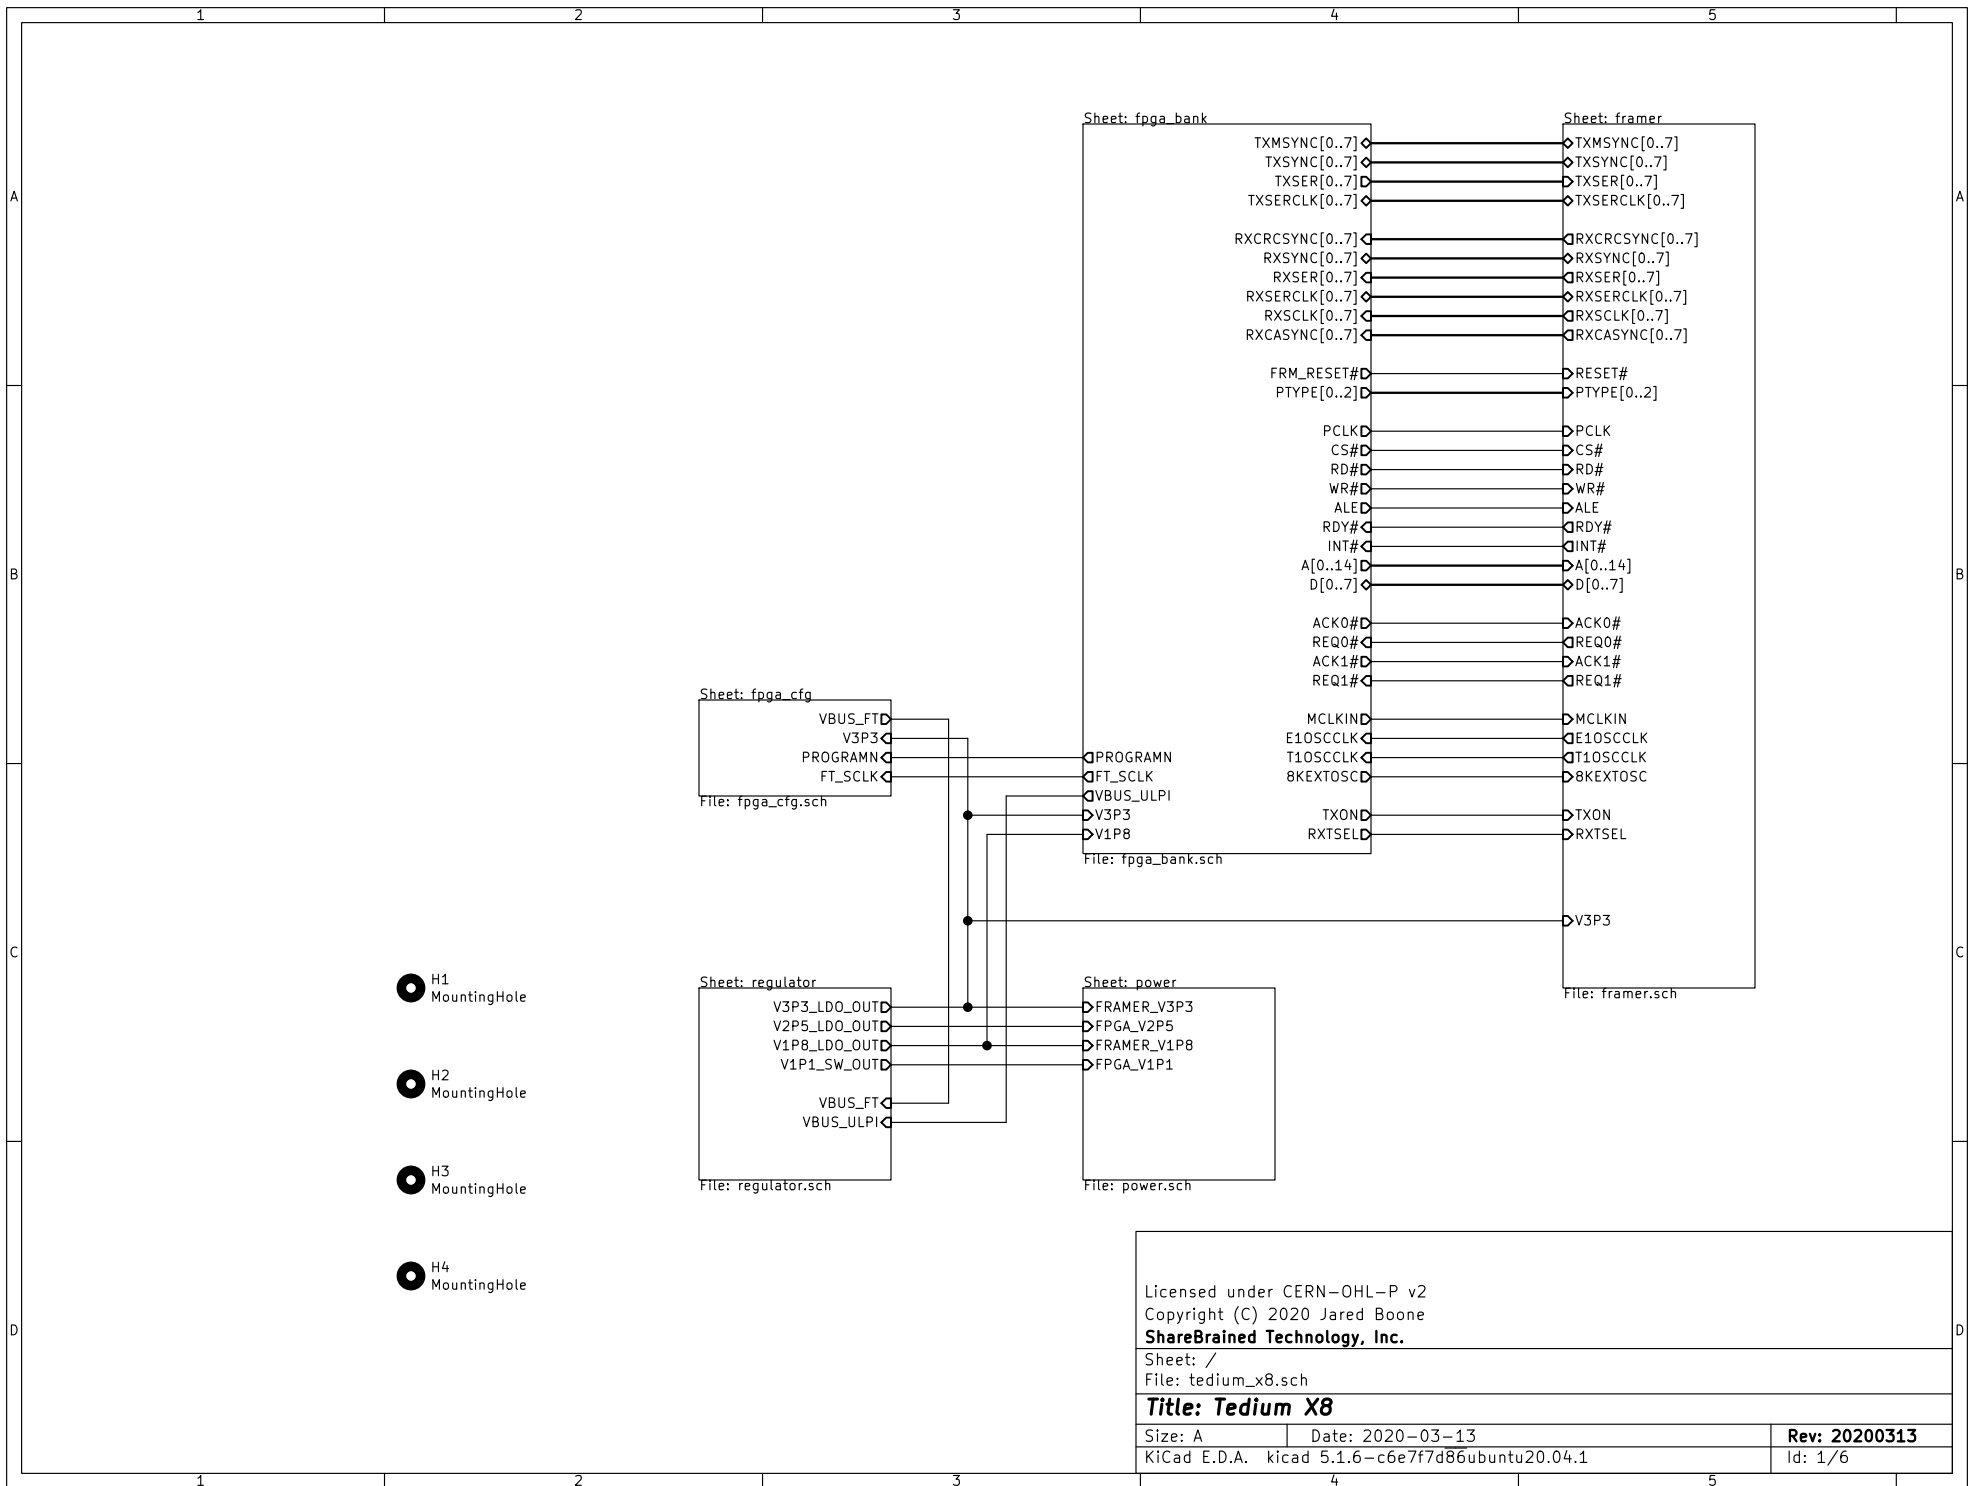 1 2 3 4 5
Sheet: fpga_bank
TXMSYNC[0..7]
TXSYNC[0..7]
TXSER[0..7]
TXSERCLK[0..7]
RXCRCSYNC[0..7]
RXSYNC[0..7]
RXSER[0..7]
RXSERCLK[0..7]
RXSCLK[0..7]
RXCASYNC[0..7]
FRM_RESET#
PTYPE[0..2]
PCLK
CS#
RD#
WR#
ALE
RDY#
INT#
A[0..14]
D[0..7]
ACK0#
REQ0#
ACK1#
REQ1#
MCLKIN
E1OSCCLK
T1OSCCLK
8KEXTOSC
TXON
RXTSEL
PROGRAMN
FT_SCLK
VBUS_ULPI
V3P3
V1P8
File: fpga_bank.sch
Sheet: framer
TXMSYNC[0..7]
TXSYNC[0..7]
TXSER[0..7]
TXSERCLK[0..7]
RXCRCSYNC[0..7]
RXSYNC[0..7]
RXSER[0..7]
RXSERCLK[0..7]
RXSCLK[0..7]
RXCASYNC[0..7]
RESET#
PTYPE[0..2]
PCLK
CS#
RD#
WR#
ALE
RDY#
INT#
A[0..14]
D[0..7]
ACK0#
REQ0#
ACK1#
REQ1#
MCLKIN
E1OSCCLK
T1OSCCLK
8KEXTOSC
TXON
RXTSEL
V3P3
File: framer.sch
Sheet: fpga_cfg
VBUS_FT
V3P3
PROGRAMN
FT_SCLK
File: fpga_cfg.sch
Sheet: regulator
V3P3_LDO_OUT
V2P5_LDO_OUT
V1P8_LDO_OUT
V1P1_SW_OUT
VBUS_FT
VBUS_ULPI
File: regulator.sch
Sheet: power
FRAMER_V3P3
FPGA_V2P5
FRAMER_V1P8
FPGA_V1P1
File: power.sch
H1
MountingHole
H2
MountingHole
H3
MountingHole
H4
MountingHole
A
B
C
D
A
B
C
D
Licensed under CERN-OHL-P v2
Copyright (C) 2020 Jared Boone
ShareBrained Technology, Inc.
Sheet: /
File: tedium_x8.sch
Title: Tedium X8
Size: A Date: 2020-03-13 Rev: 20200313
KiCad E.D.A. kicad 5.1.6-c6e7f7d86ubuntu20.04.1 Id: 1/6
1 2 3 4 5